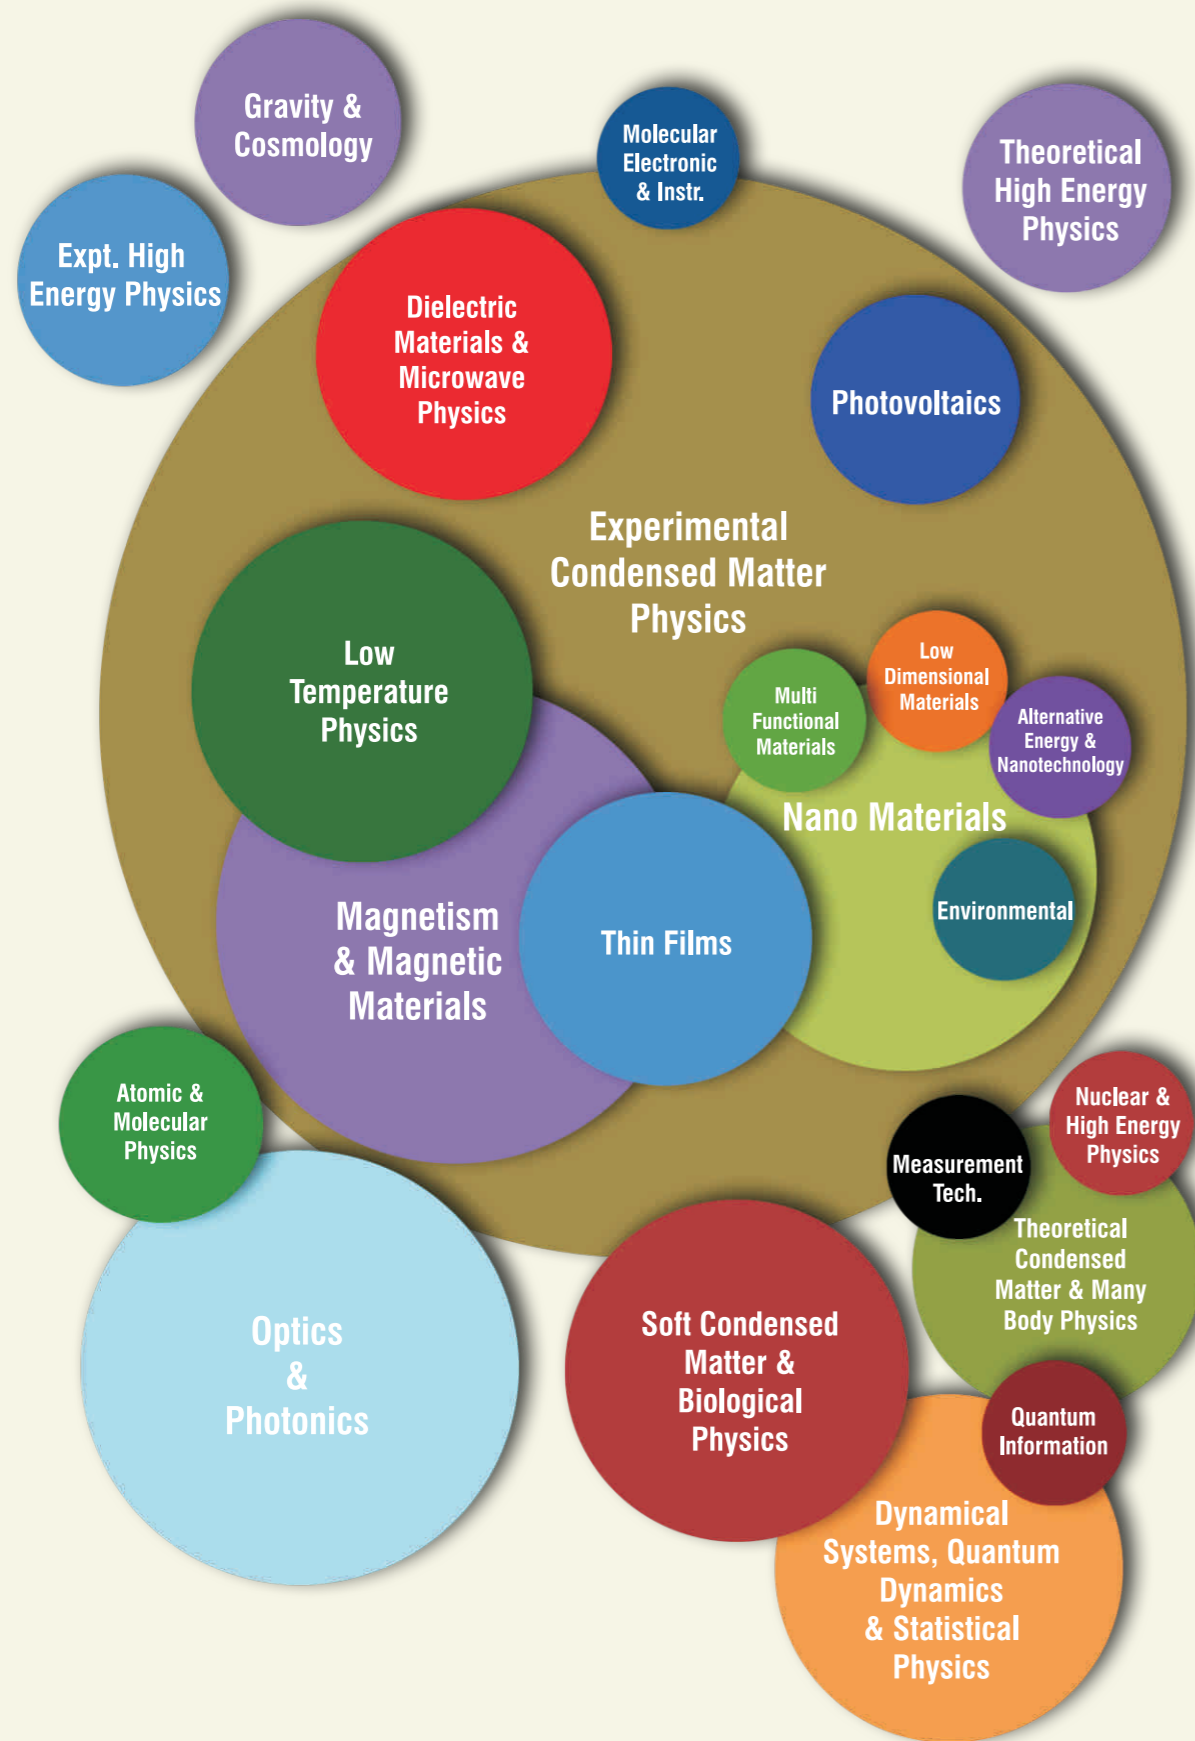 Gravity &
Cosmology
Molecular
Electronic
& Instr.
Theoretical
High Energy
Physics
Expt. High
Energy Physics
Dielectric
Materials &
Microwave
Physics
Photovoltaics
Experimental
Condensed Matter
Physics
Low
Temperature
Physics
Multi
Functional
Materials
Low
Dimensional
Materials
Alternative
Energy &
Nanotechnology
Nano Materials
Environmental
Magnetism
& Magnetic
Materials
Thin Films
Atomic &
Molecular
Physics
Nuclear &
High Energy
Physics
Measurement
Tech.
Theoretical
Condensed
Matter & Many
Body Physics
Optics
&
Photonics
Soft Condensed
Matter &
Biological
Physics
Quantum
Information
Dynamical
Systems, Quantum
Dynamics
& Statistical
Physics